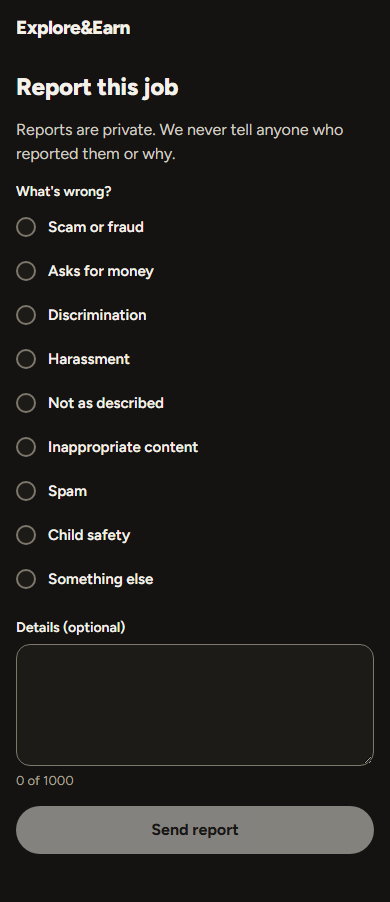 Explore&Earn
Report this job
Reports are private. We never tell anyone who
reported them or why.
What's wrong?
Scam or fraud
Asks for money
Discrimination
Harassment
Not as described
Inappropriate content
Spam
Child safety
Something else
Details (optional)
0 of 1000
Send report